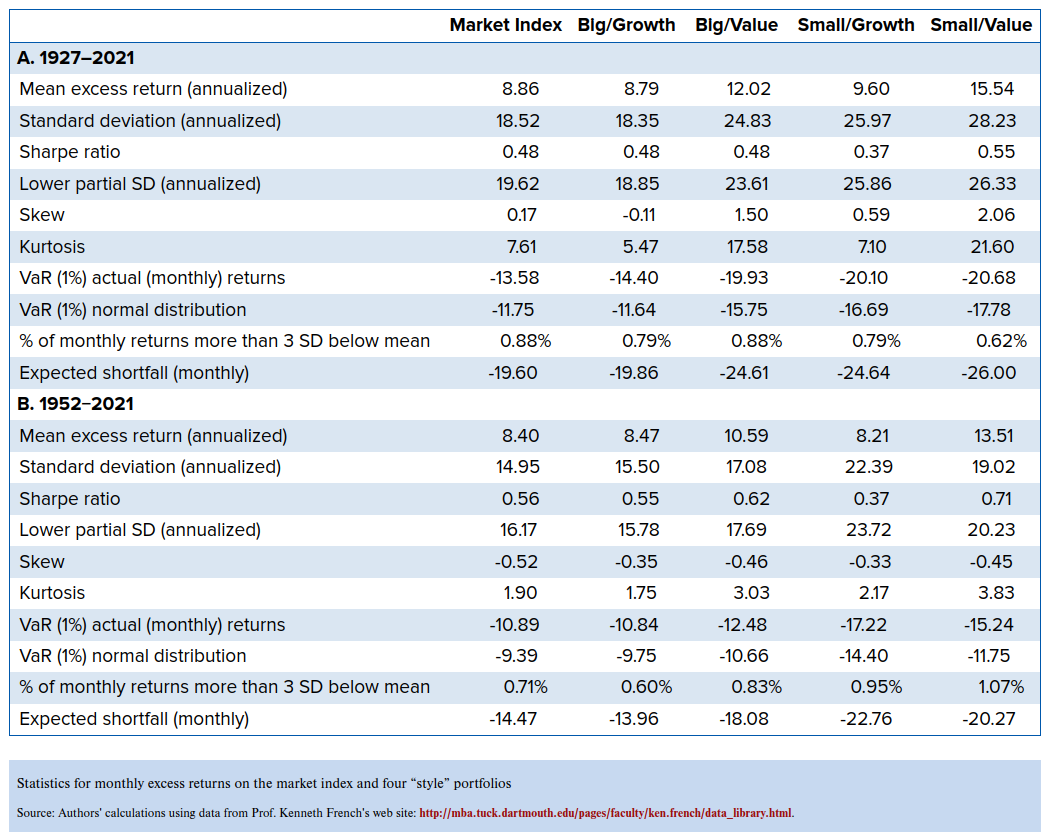 Market Index BIg/Growth BIg/Value Small/Growth Small/Value
A. 1927–2021
Mean excess return (annualized) 8.86 8.79 12.02 9.60 15.54
Standard deviation (annualized) 18.52 18.35 24.83 25.97 28.23
Sharpe ratio 0.48 0.48 0.48 0.37 0.55
Lower partial SD (annualized) 19.62 18.85 23.61 25.86 26.33
Skew 0.17 -0.11 1.50 0.59 2.06
Kurtosis 7.61 5.47 17.58 7.10 21.60
VaR (1%) actual (monthly) returns -13.58 -14.40 -19.93 -20.10 -20.68
VaR (1%) normal distribution -11.75 -11.64 -15.75 -16.69 -17.78
% of monthly returns more than 3 SD below mean 0.88% 0.79% 0.88% 0.79% 0.62%
Expected shortfall (monthly) -19.60 -19.86 -24.61 -24.64 -26.00
B. 1952–2021
Mean excess return (annualized) 8.40 8.47 10.59 8.21 13.51
Standard deviation (annualized) 14.95 15.50 17.08 22.39 19.02
Sharpe ratio 0.56 0.55 0.62 0.37 0.71
Lower partial SD (annualized) 16.17 15.78 17.69 23.72 20.23
Skew -0.52 -0.35 -0.46 -0.33 -0.45
Kurtosis 1.90 1.75 3.03 2.17 3.83
VaR (1%) actual (monthly) returns -10.89 -10.84 -12.48 -17.22 -15.24
VaR (1%) normal distribution -9.39 -9.75 -10.66 -14.40 -11.75
% of monthly returns more than 3 SD below mean 0.71% 0.60% 0.83% 0.95% 1.07%
Expected shortfall (monthly) -14.47 -13.96 -18.08 -22.76 -20.27
Statistics for monthly excess returns on the market index and four “style” portfolios
Source: Authors' calculations using data from Prof. Kenneth French's web site: http://mba.tuck.dartmouth.edu/pages/faculty/ken.french/data_library.html.